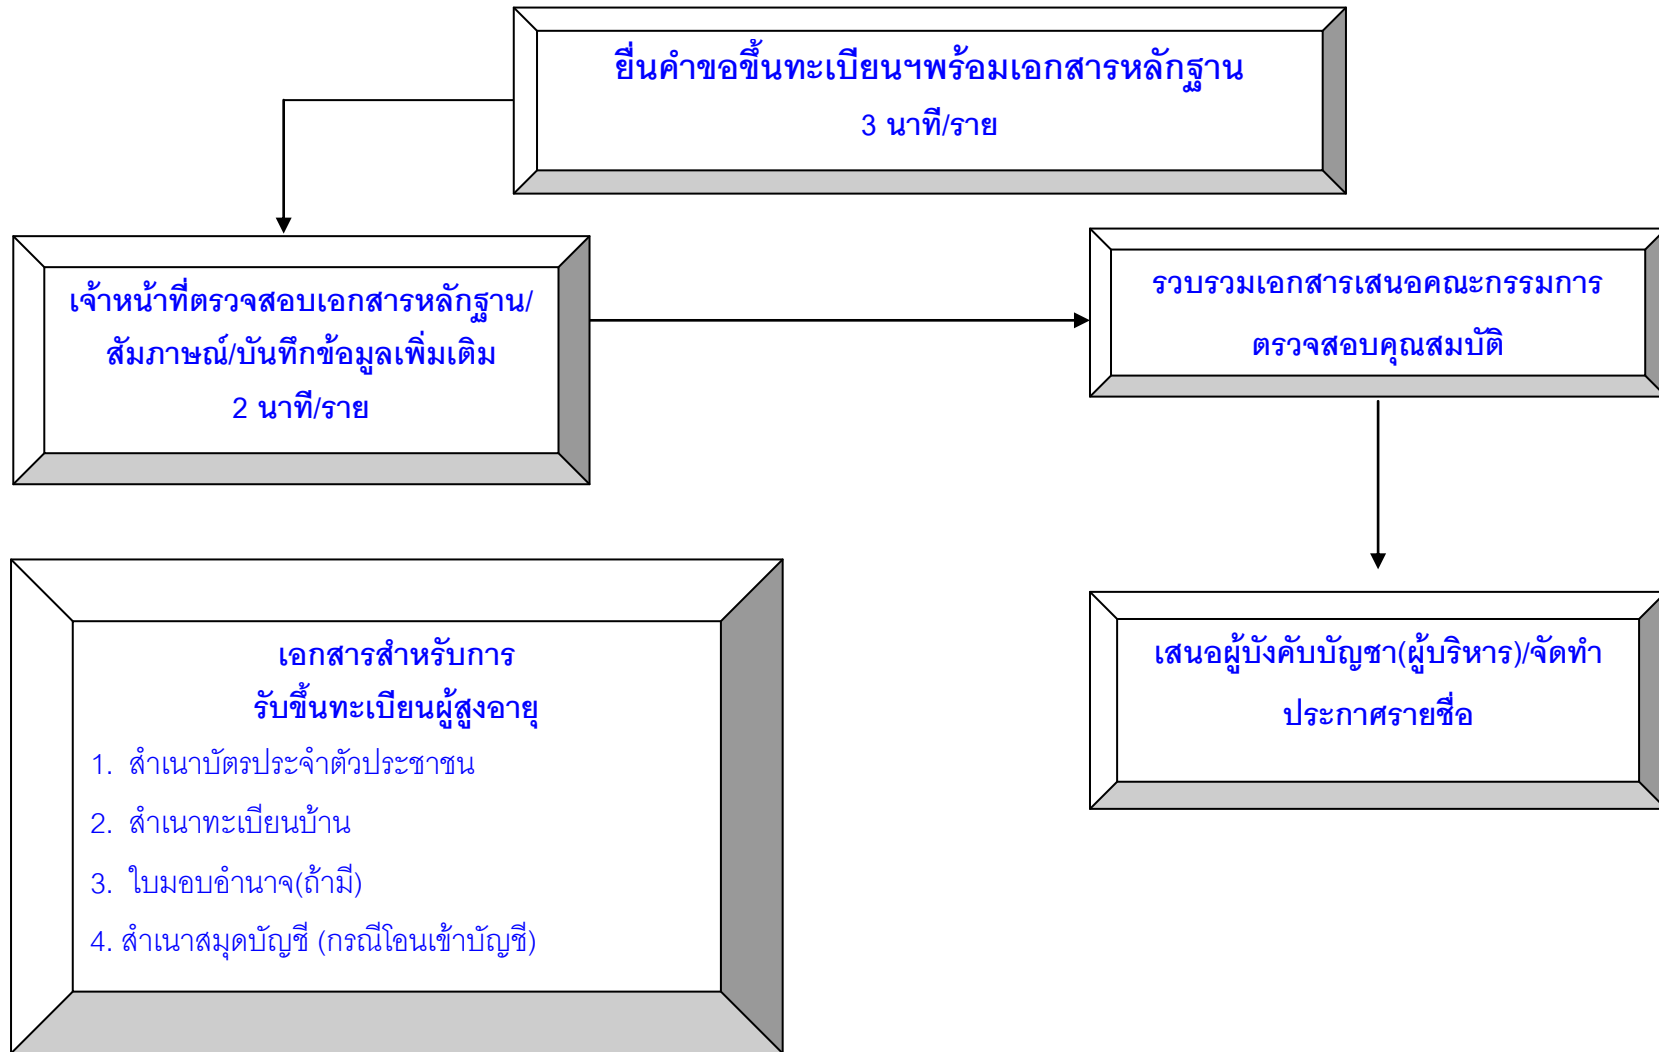 ยื่นคำขอขึ้นทะเบียนฯพร้อมเอกสารหลักฐาน
3 นาที/ราย
เจ้าหน้าที่ตรวจสอบเอกสารหลักฐาน/
สัมภาษณ์/บันทึกข้อมูลเพิ่มเติม
2 นาที/ราย
รวบรวมเอกสารเสนอคณะกรรมการ
ตรวจสอบคุณสมบัติ
เสนอผู้บังคับบัญชา(ผู้บริหาร)/จัดทำ
ประกาศรายชื่อ
เอกสารสำหรับการ
รับขึ้นทะเบียนผู้สูงอายุ
1. สำเนาบัตรประจำตัวประชาชน
2. สำเนาทะเบียนบ้าน
3. ใบมอบอำนาจ(ถ้ามี)
4. สำเนาสมุดบัญชี (กรณีโอนเข้าบัญชี)